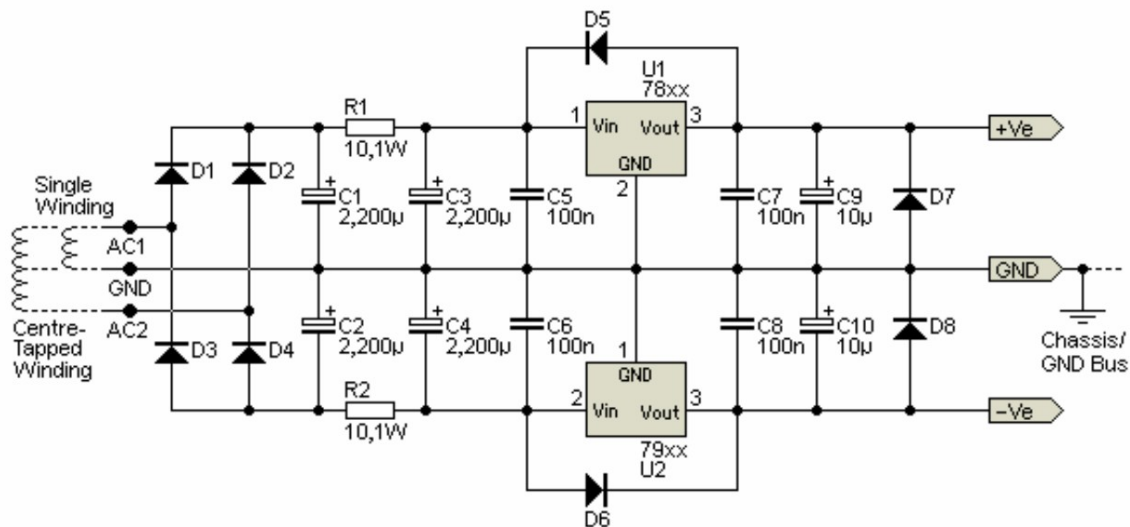 D5
U1
78xx
R1
10,1W
1
Vin
Vout
3
GND
2
+Ve
D1
D2
C1
2,200µ
C3
2,200µ
C5
100n
C7
100n
C9
10µ
D7
Single
Winding
AC1
GND
AC2
GND
Centre-
Tapped
Winding
D3
D4
C2
2,200µ
C4
2,200µ
C6
100n
C8
100n
C10
10µ
D8
Chassis/
GND Bus
1
GND
R2
10,1W
2
Vin
Vout
3
−Ve
79xx
U2
D6
+
+
+
+
+
+